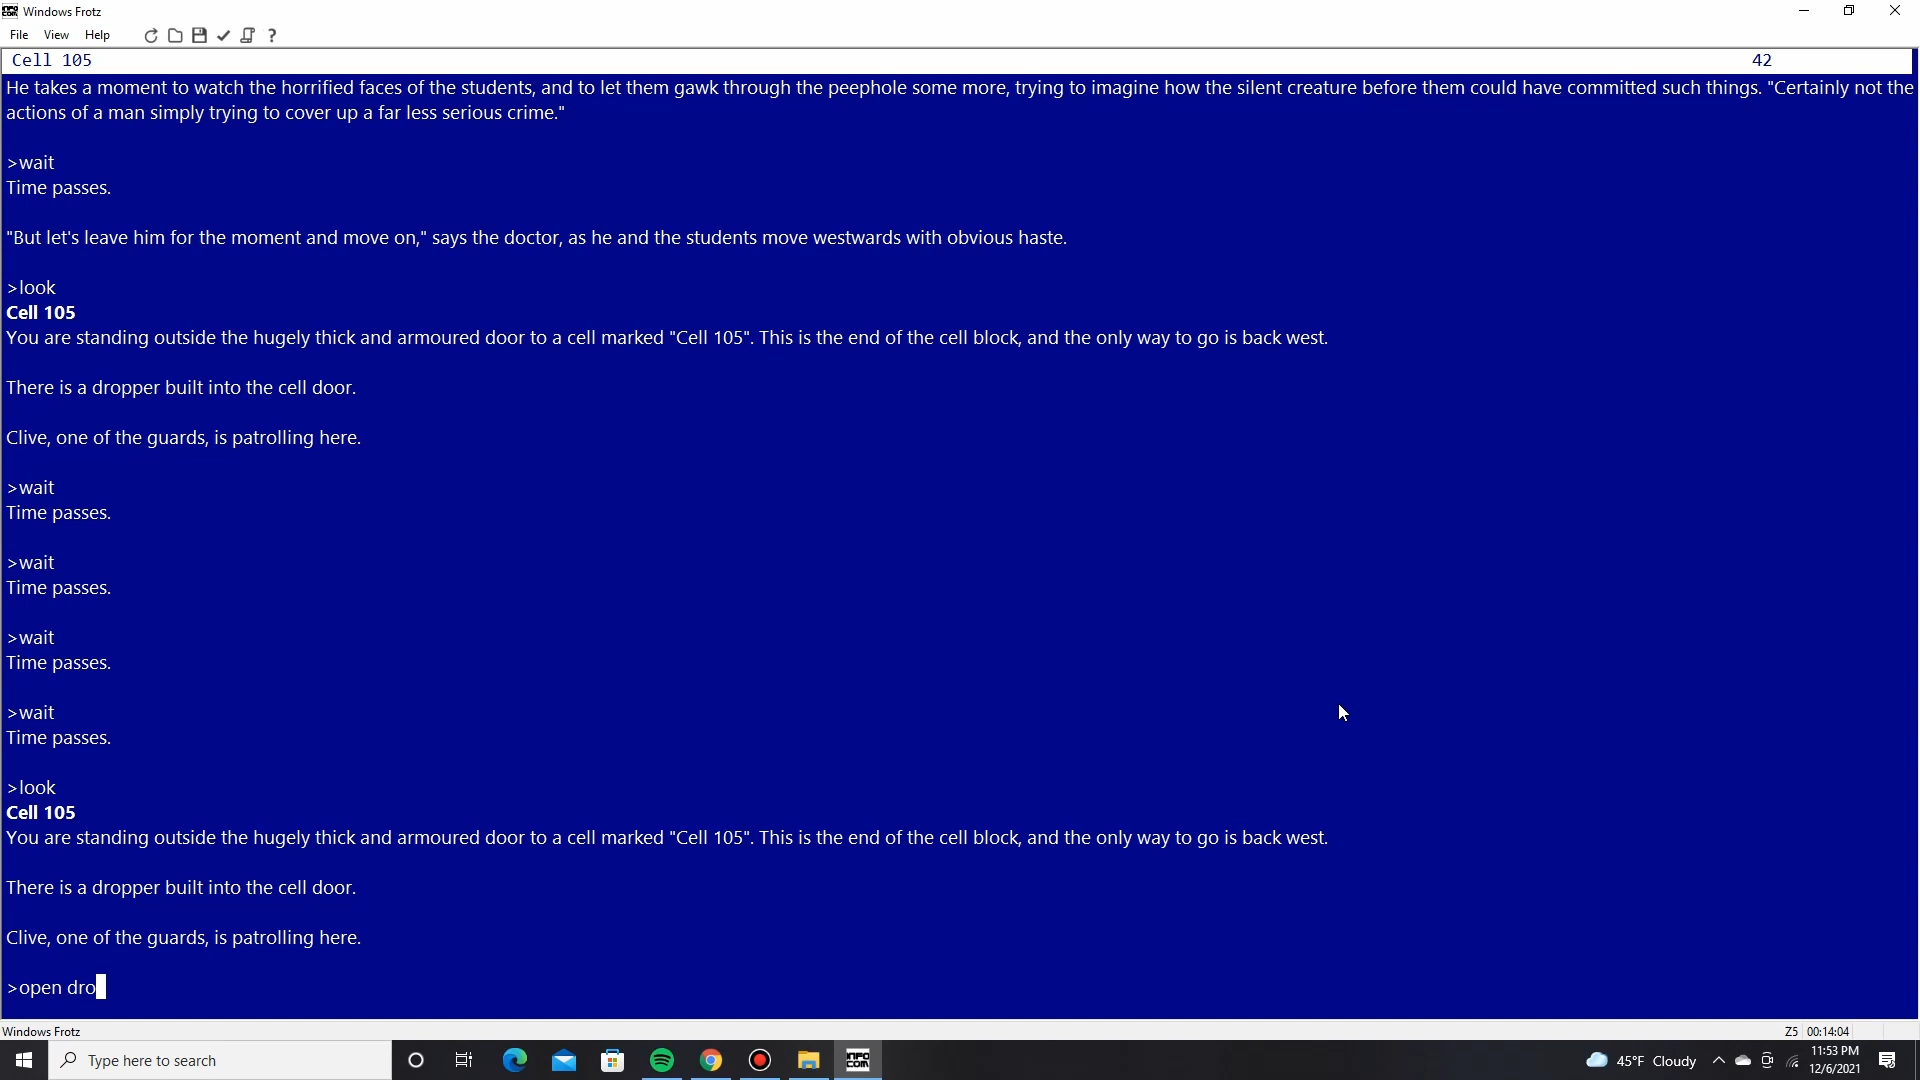 INFO COM Windows Frotz
File View Help ?
Cell 105 42
He takes a moment to watch the horrified faces of the students, and to let them gawk through the peephole some more, trying to imagine how the silent creature before them could have committed such things. "Certainly not the
actions of a man simply trying to cover up a far less serious crime."
>wait
Time passes.
"But let's leave him for the moment and move on," says the doctor, as he and the students move westwards with obvious haste.
>look
Cell 105
You are standing outside the hugely thick and armoured door to a cell marked "Cell 105". This is the end of the cell block, and the only way to go is back west.
There is a dropper built into the cell door.
Clive, one of the guards, is patrolling here.
>wait
Time passes.
>wait
Time passes.
>wait
Time passes.
>wait
Time passes.
>look
Cell 105
You are standing outside the hugely thick and armoured door to a cell marked "Cell 105". This is the end of the cell block, and the only way to go is back west.
There is a dropper built into the cell door.
Clive, one of the guards, is patrolling here.
>open dro
Windows Frotz Z5 00:14:04
Type here to search INFO COM 45°F Cloudy 11:53 PM
12/6/2021